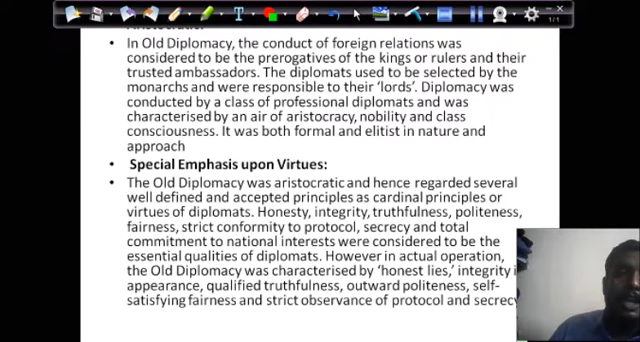 • In Old Diplomacy, the conduct of foreign relations was
considered to be the prerogatives of the kings or rulers and their
trusted ambassadors. The diplomats used to be selected by the
monarchs and were responsible to their ‘lords’. Diplomacy was
conducted by a class of professional diplomats and was
characterised by an air of aristocracy, nobility and class
consciousness. It was both formal and elitist in nature and
approach
• Special Emphasis upon Virtues:
• The Old Diplomacy was aristocratic and hence regarded several
well defined and accepted principles as cardinal principles or
virtues of diplomats. Honesty, integrity, truthfulness, politeness,
fairness, strict conformity to protocol, secrecy and total
commitment to national interests were considered to be the
essential qualities of diplomats. However in actual operation,
the Old Diplomacy was characterised by ‘honest lies,’ integrity
appearance, qualified truthfulness, outward politeness, self-
satisfying fairness and strict observance of protocol and secrecy
1/1